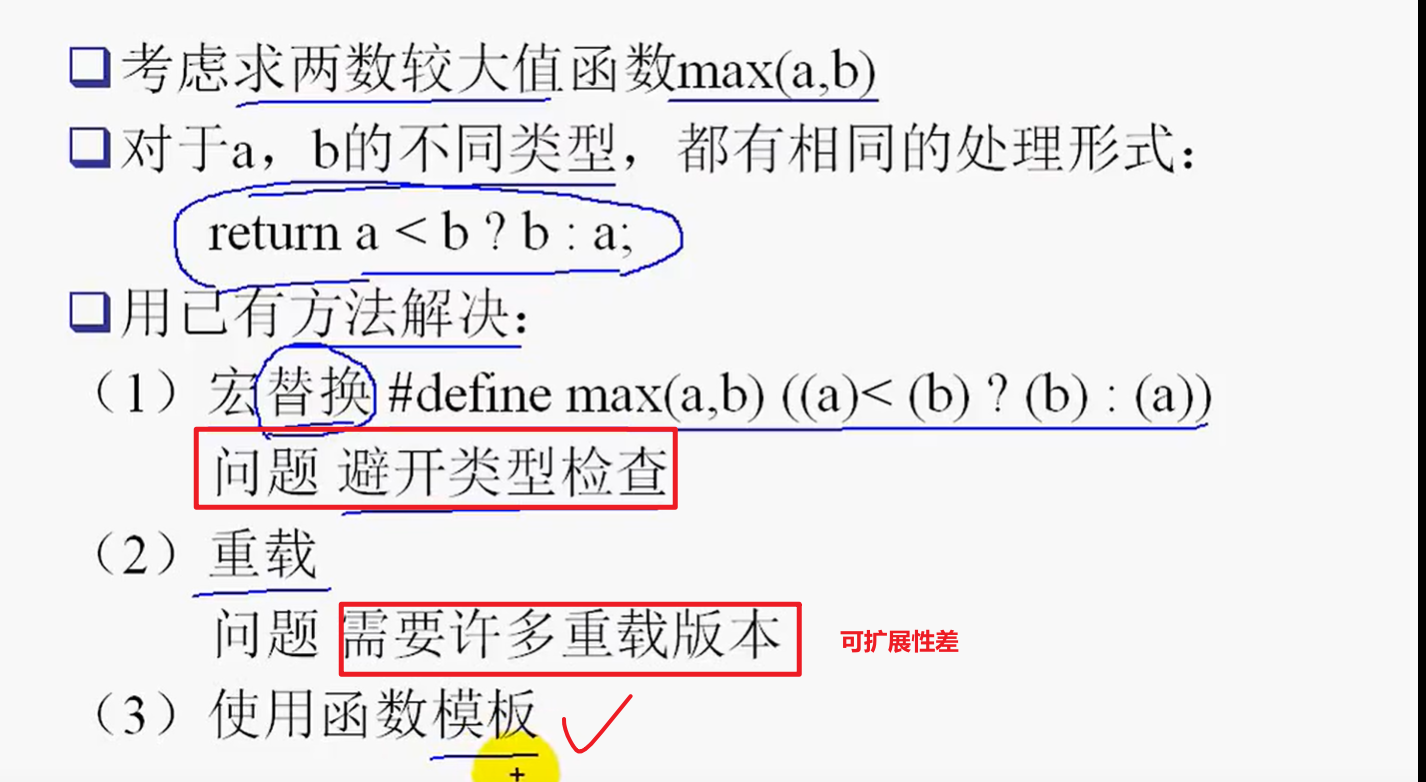 考虑求两数较大值函数max(a,b)
对于a，b的不同类型，都有相同的处理形式：
return a < b ? b : a;
用已有方法解决：
（1）宏替换 #define max(a,b) ((a)< (b) ? (b) : (a))
问题 避开类型检查
（2）重载
问题 需要许多重载版本 可扩展性差
（3）使用函数模板